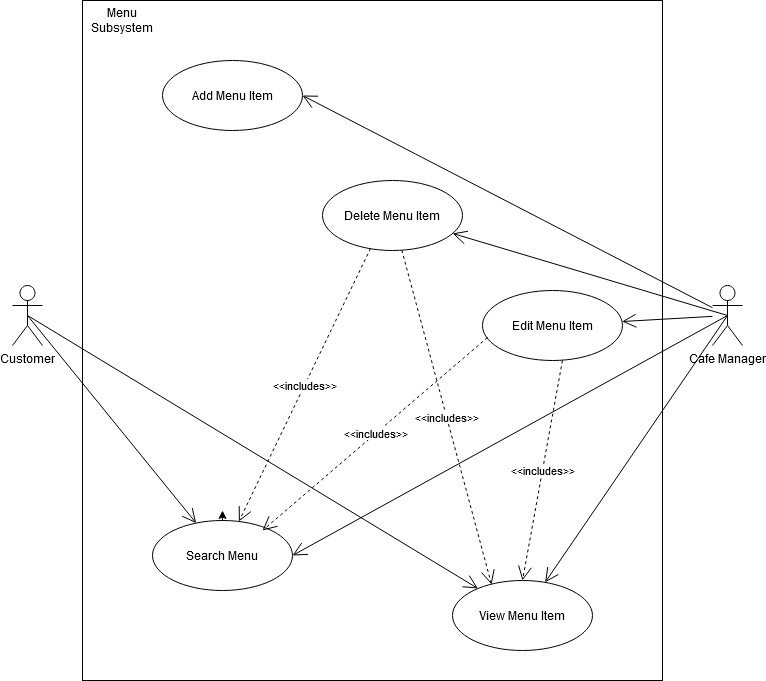 Menu
Subsystem
Add Menu Item
Delete Menu Item
Edit Menu Item
Customer
Cafe Manager
<<includes>>
<<includes>>
<<includes>>
<<includes>>
Search Menu
View Menu Item